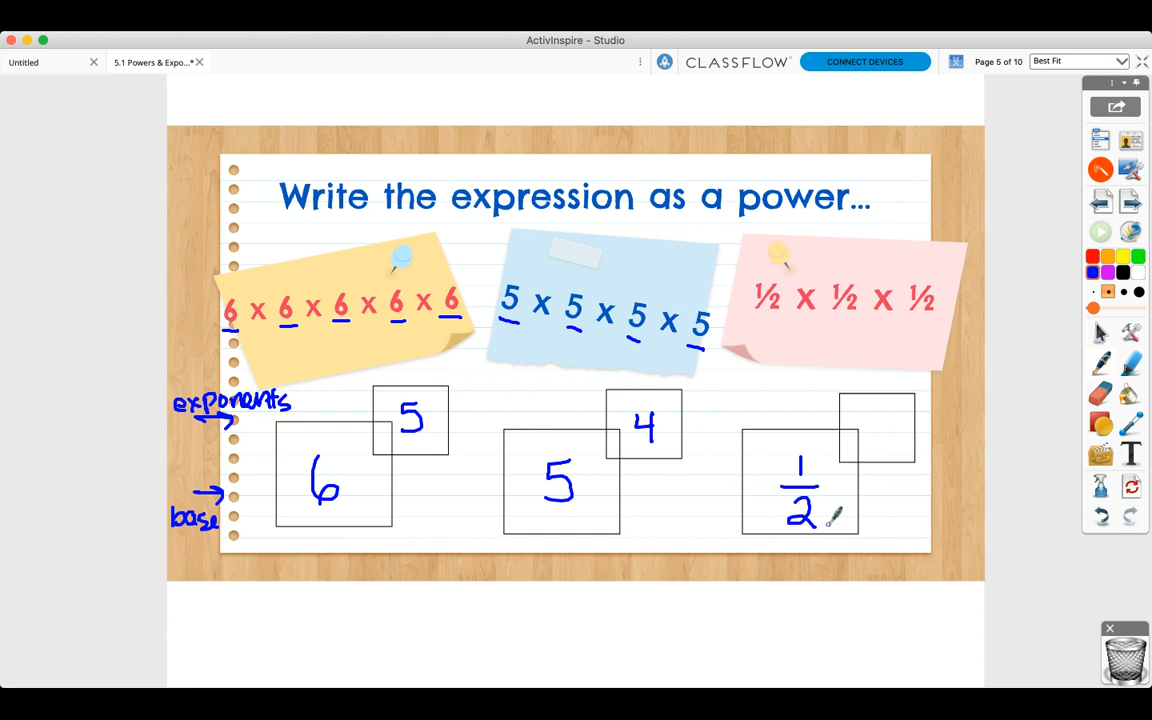 ActivInspire - Studio
Untitled
5.1 Powers & Expo...*
CLASSFLOW
CONNECT DEVICES
Page 5 of 10
Best Fit
Write the expression as a power...
6 x 6 x 6 x 6 x 6
5 x 5 x 5 x 5
½ x ½ x ½
exponents
5
4
6
5
1
2
base
T
X